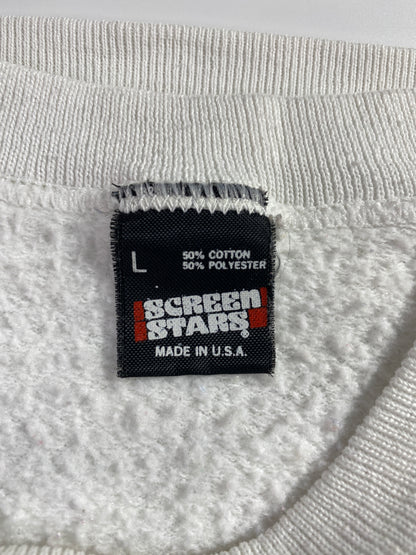 L
50% COTTON
50% POLYESTER
SCREEN
STARS®
MADE IN U.S.A.